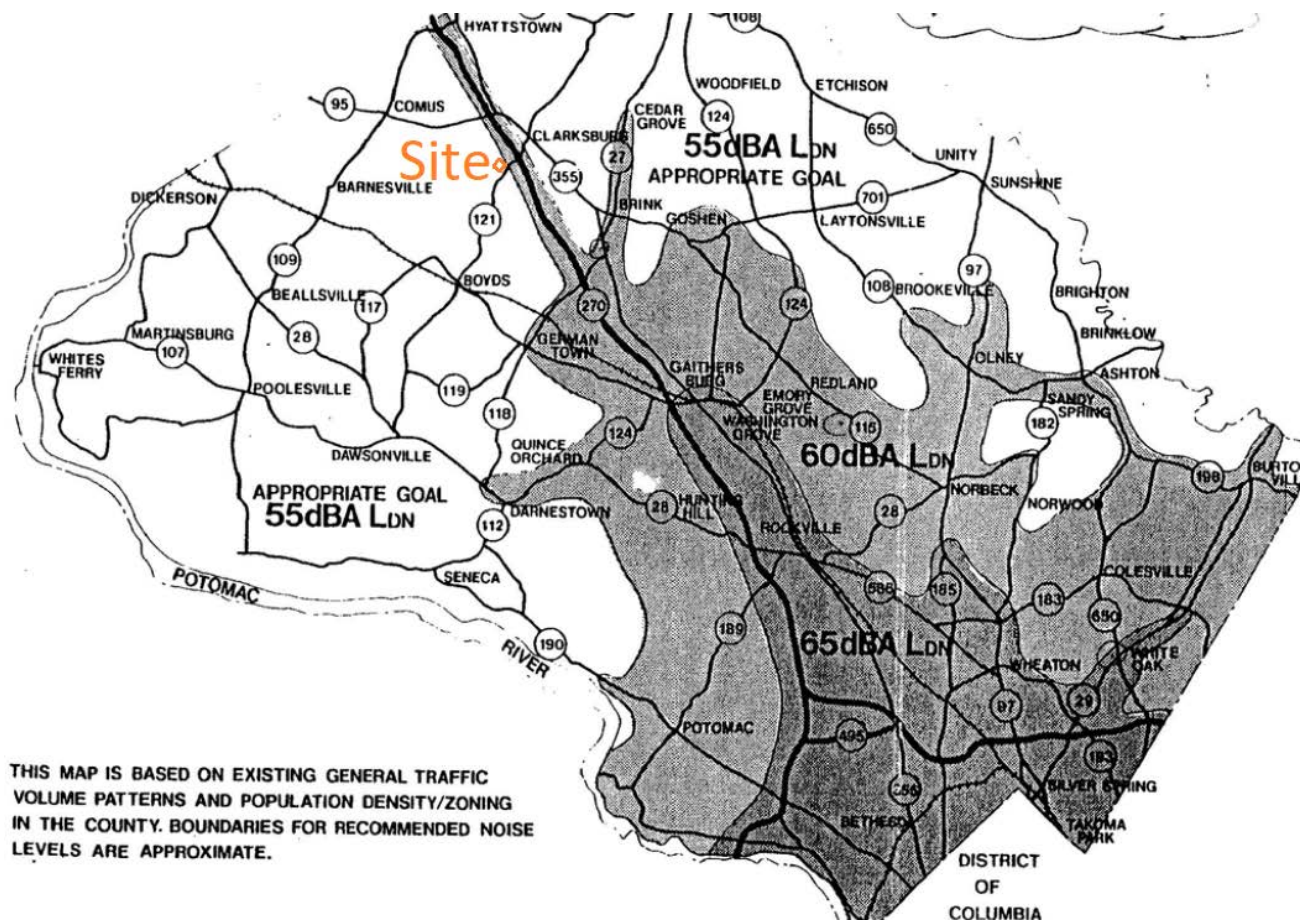 108
HYATTSTOWN
WOODFIELD
ETCHISON
95
COMUS
CEDAR
GROVE
124
650
CLARKSBURG
55dBA LDN
APPROPRIATE GOAL
UNITY
Site
27
355
SUNSHINE
DICKERSON
BARNESVILLE
121
BRINK
GOSHEN
701
LAYTONSVILLE
109
BOYDS
97
108
BROOKEVILLE
BRIGHTON
BEALLSVILLE
117
270
124
MARTINSBURG
107
28
GERMAN
TOWN
BRINKLOW
OLNEY
ASHTON
WHITES
FERRY
POOLESVILLE
119
118
GAITHERS
BURG
REDLAND
EMORY
GROVE
WASHINGTON
GROVE
115
SANDY
SPRING
182
QUINCE
ORCHARD
124
DAWSONVILLE
60dBA LDN
198
BURTO
VILL
NORBECK
NORWOOD
APPROPRIATE GOAL
55dBA LDN
DARNESTOWN
112
28
HUNTING
HILL
ROCKVILLE
28
SENECA
COLESVILLE
POTOMAC
RIVER
586
185
183
650
190
189
65dBA LDN
WHEATON
WHITE
OAK
97
29
POTOMAC
495
193
SILVER SPRING
TAKOMA
PARK
THIS MAP IS BASED ON EXISTING GENERAL TRAFFIC
VOLUME PATTERNS AND POPULATION DENSITY/ZONING
IN THE COUNTY. BOUNDARIES FOR RECOMMENDED NOISE
LEVELS ARE APPROXIMATE.
DISTRICT
OF
COLUMBIA